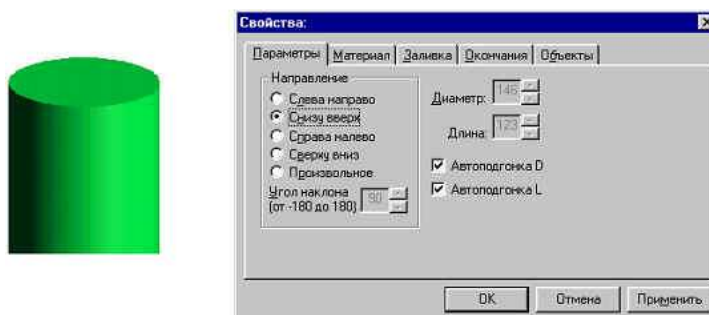 Свойства:
Параметры Материал Заливка Окончания Объекты
Направление
Слева направо
Снизу вверх
Справа налево
Сверху вниз
Произвольное
Угол наклона
(от -180 до 180) 90
Диаметр: 146
Длина: 123
Автоподгонка D
Автоподгонка L
OK Отмена Применить